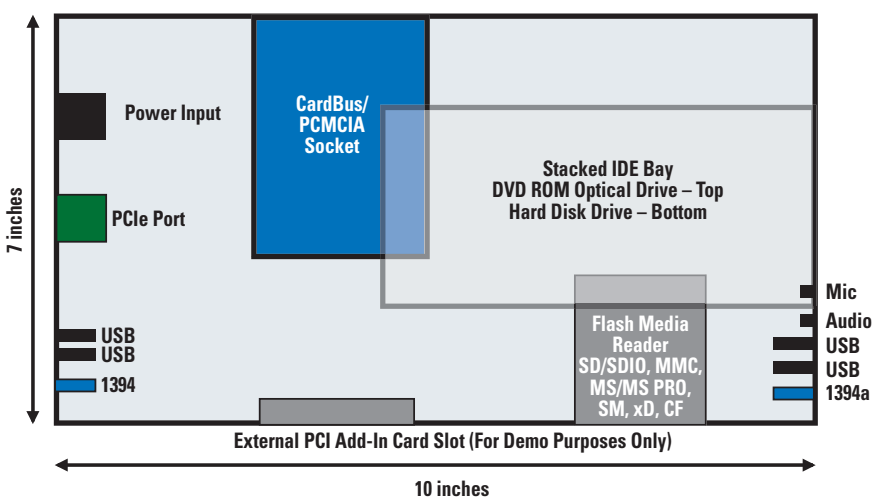 CardBus/
PCMCIA
Socket
Power Input
Stacked IDE Bay
DVD ROM Optical Drive – Top
Hard Disk Drive – Bottom
7 inches
PCIe Port
Mic
Audio
Flash Media
Reader
SD/SDIO, MMC,
MS/MS PRO,
SM, xD, CF
USB
USB
1394
USB
USB
1394a
External PCI Add-In Card Slot (For Demo Purposes Only)
10 inches